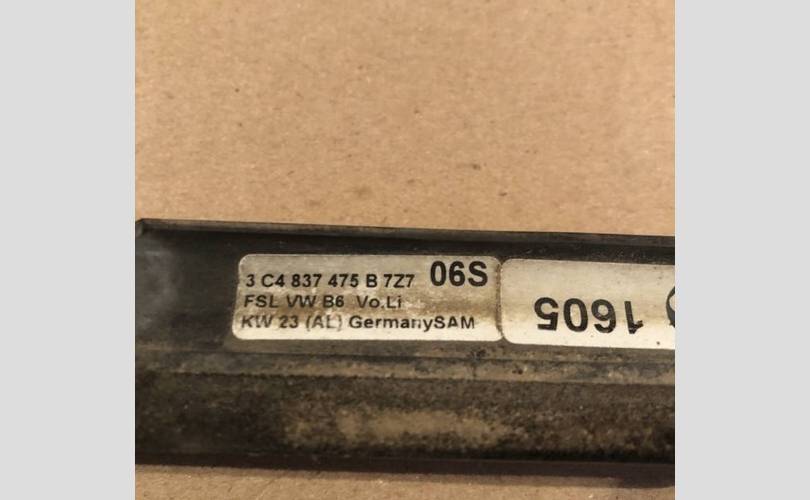 3 C4 837 475 B 7Z7 06S
FSL VW B6 Vo.Li
KW 23 (AL) GermanySAM
1605